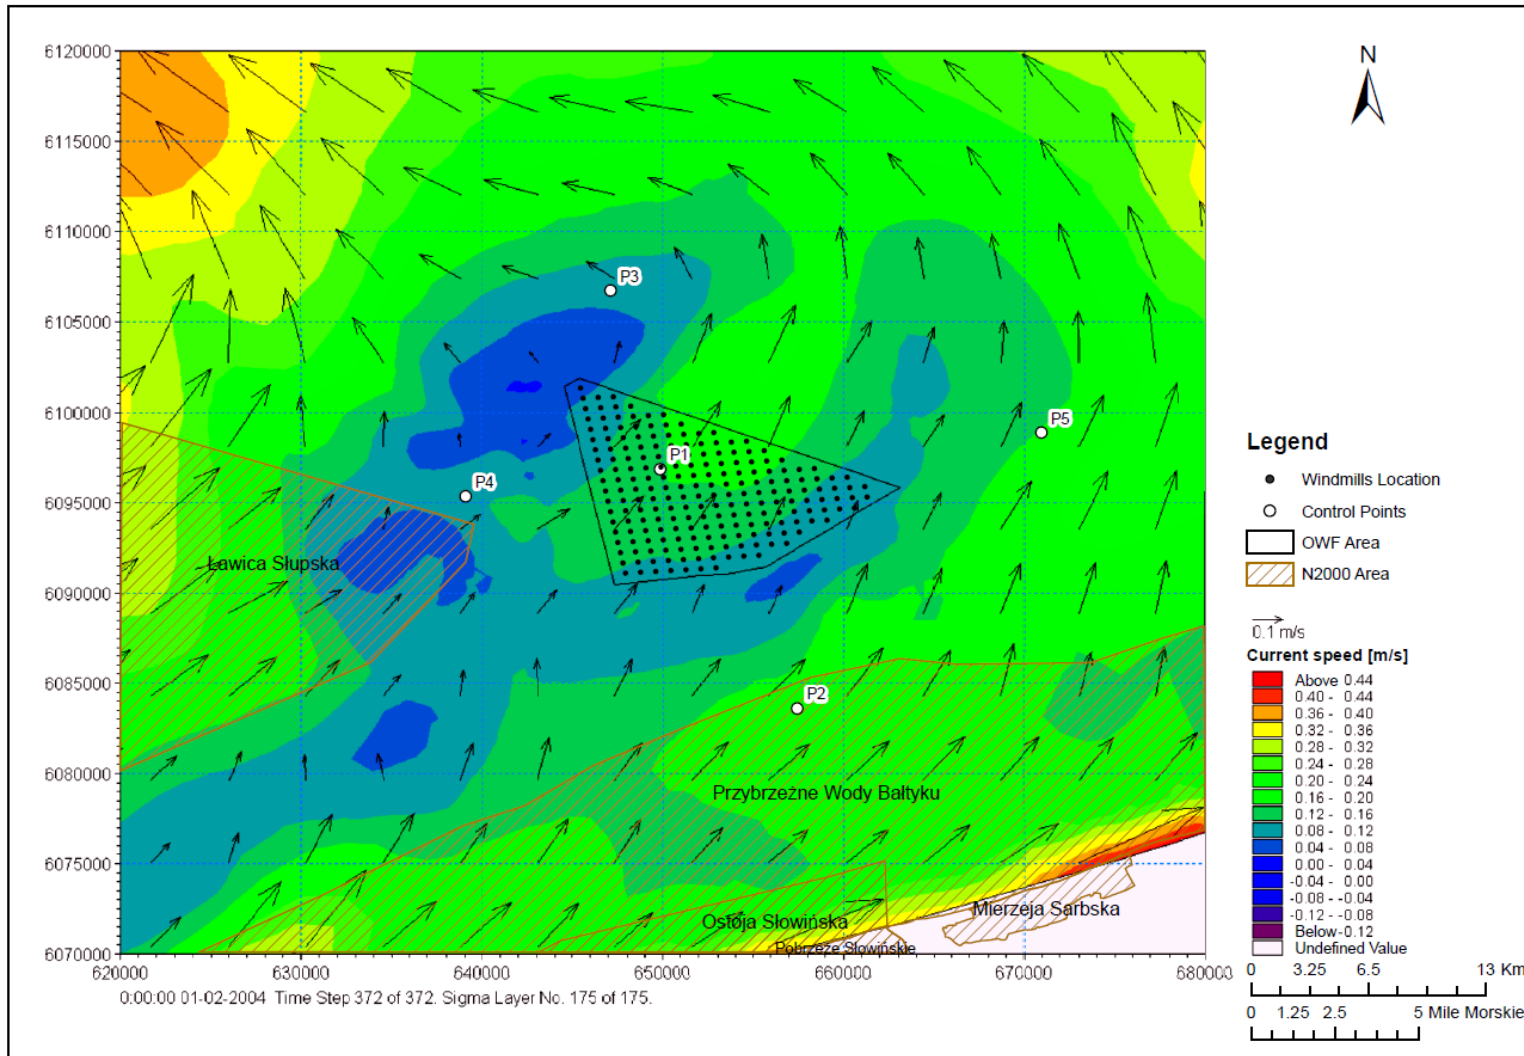 6120000
6115000
6110000
6105000
6100000
6095000
6090000
6085000
6080000
6075000
6070000
620000 630000 640000 650000 660000 670000 680000
P3
P1
P4
P5
P2
Ławica Słupska
Przybrzeżne Wody Bałtyku
Ostoja Słowińska
Mierzeja Sarbska
Pobrzeże Słowińskie
0:00:00 01-02-2004 Time Step 372 of 372. Sigma Layer No. 175 of 175.
N
Legend
Windmills Location
Control Points
OWF Area
N2000 Area
0.1 m/s
Current speed [m/s]
Above 0.44
0.40 - 0.44
0.36 - 0.40
0.32 - 0.36
0.28 - 0.32
0.24 - 0.28
0.20 - 0.24
0.16 - 0.20
0.12 - 0.16
0.08 - 0.12
0.04 - 0.08
0.00 - 0.04
-0.04 - 0.00
-0.08 - -0.04
-0.12 - -0.08
Below -0.12
Undefined Value
0 3.25 6.5 13 Km
0 1.25 2.5 5 Mile Morskie